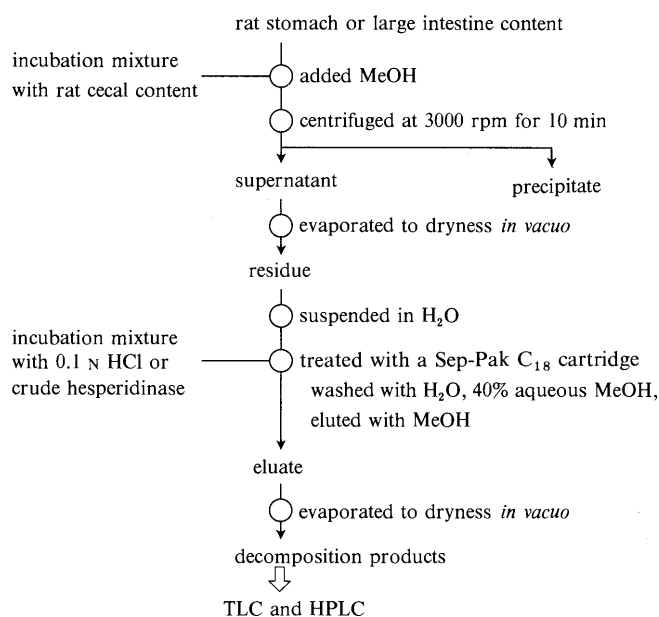 rat stomach or large intestine content
incubation mixture
with rat cecal content
added MeOH
centrifuged at 3000 rpm for 10 min
supernatant
precipitate
evaporated to dryness in vacuo
residue
suspended in H₂O
incubation mixture
with 0.1 N HCl or
crude hesperidinase
treated with a Sep-Pak C₁₈ cartridge
washed with H₂O, 40% aqueous MeOH,
eluted with MeOH
eluate
evaporated to dryness in vacuo
decomposition products
TLC and HPLC